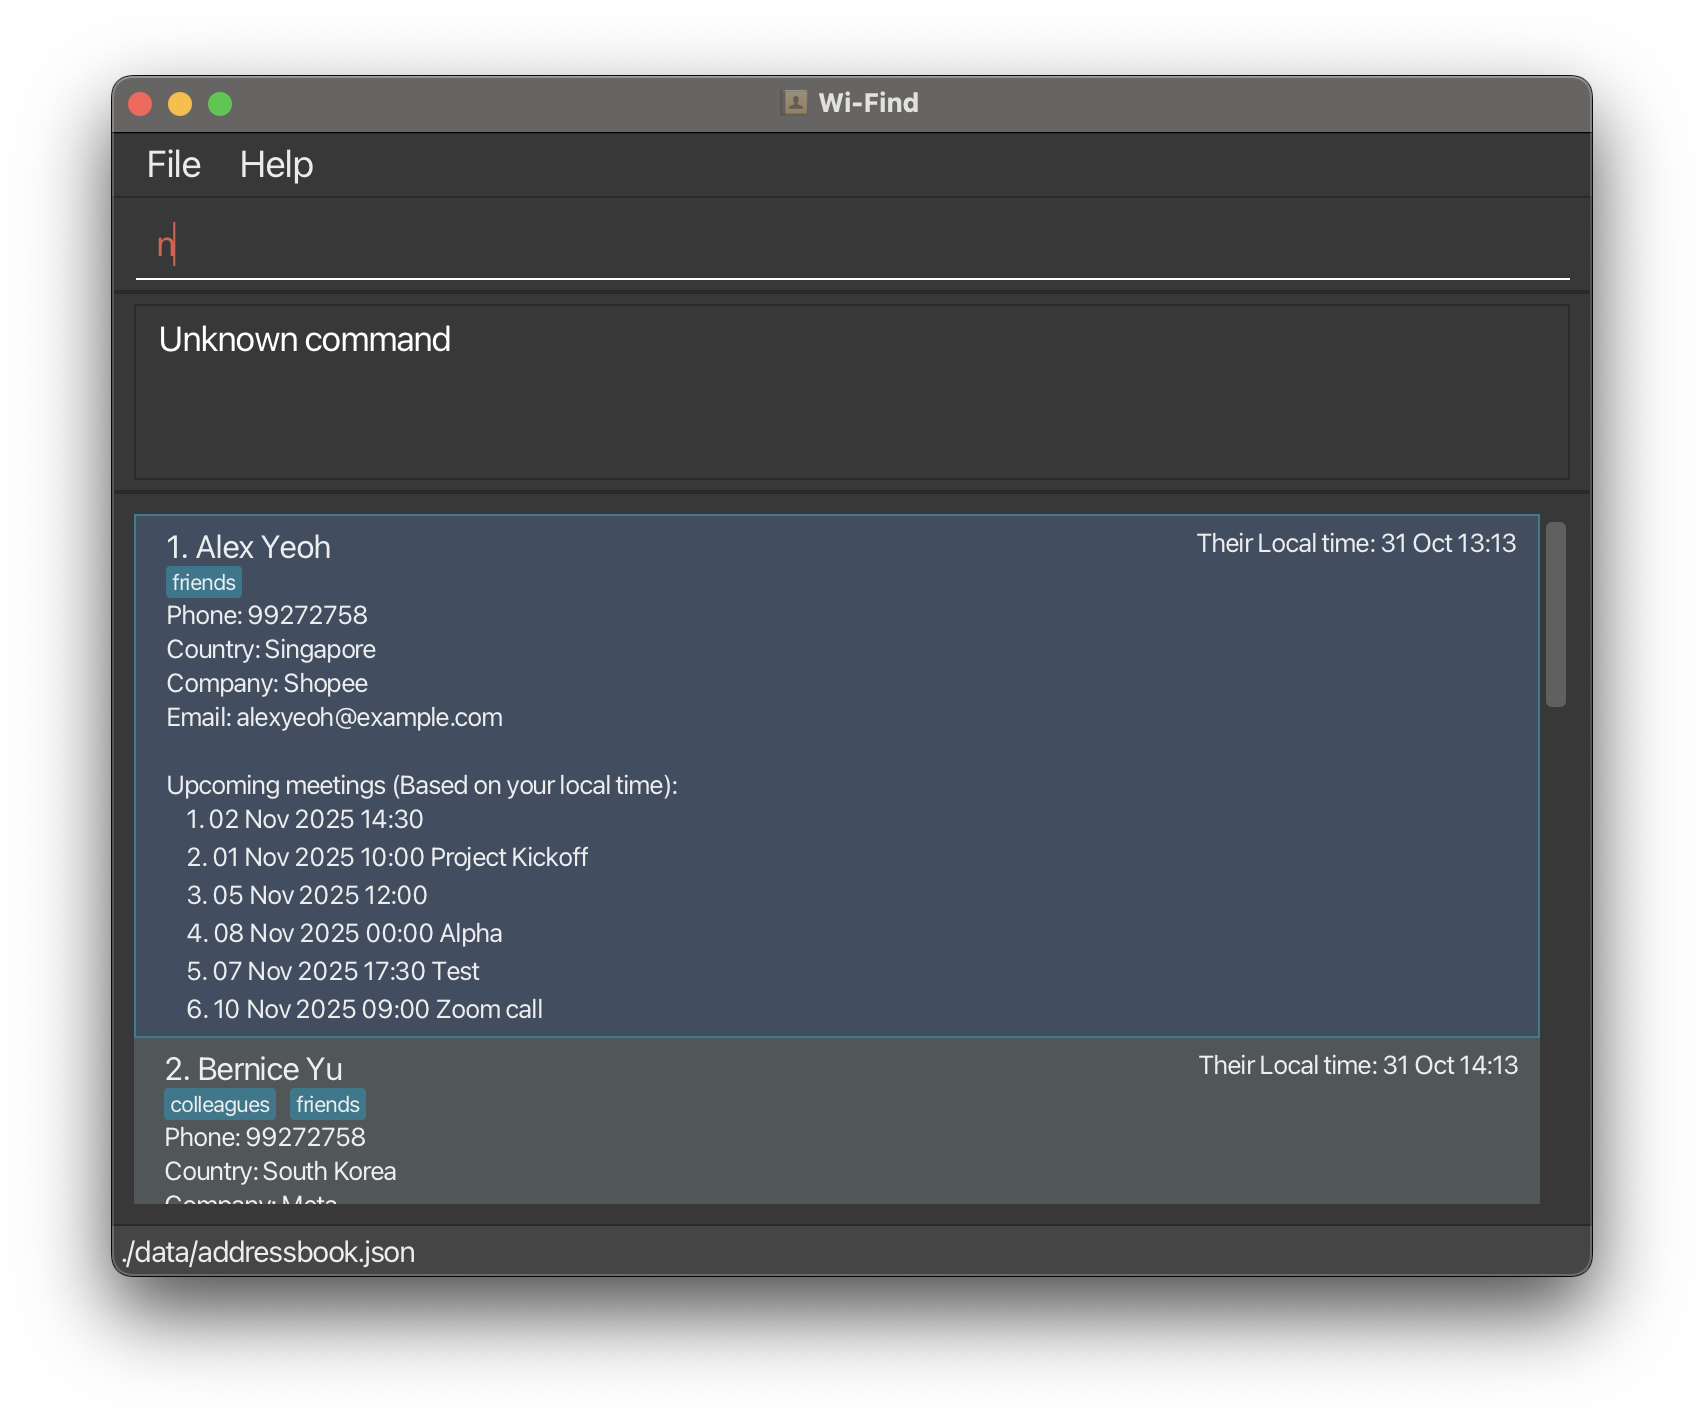 Wi-Find
File Help
n
Unknown command
1. Alex Yeoh
Their Local time: 31 Oct 13:13
friends
Phone: 99272758
Country: Singapore
Company: Shopee
Email: alexyeoh@example.com
Upcoming meetings (Based on your local time):
1. 02 Nov 2025 14:30
2. 01 Nov 2025 10:00 Project Kickoff
3. 05 Nov 2025 12:00
4. 08 Nov 2025 00:00 Alpha
5. 07 Nov 2025 17:30 Test
6. 10 Nov 2025 09:00 Zoom call
2. Bernice Yu
Their Local time: 31 Oct 14:13
colleagues friends
Phone: 99272758
Country: South Korea
Company: Meta
./data/addressbook.json